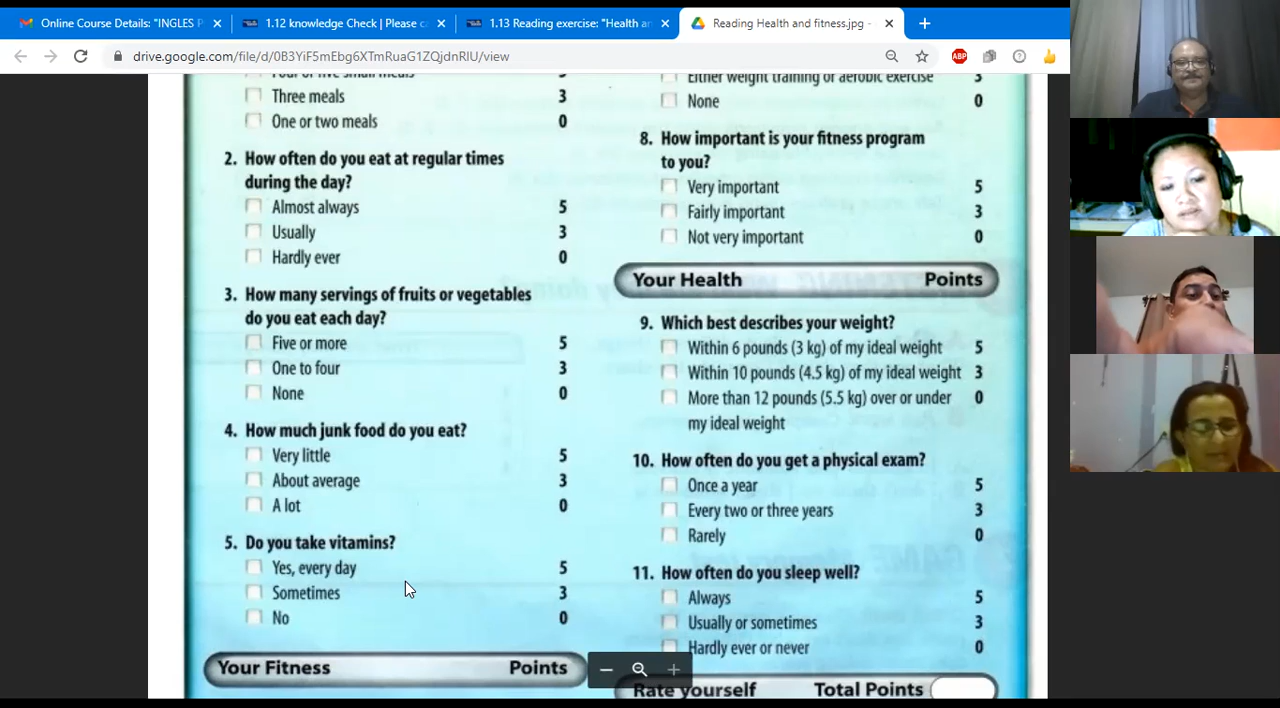 Online Course Details: "INGLES P
1.12 knowledge Check | Please ca
1.13 Reading exercise: "Health an
Reading Health and fitness.jpg -
drive.google.com/file/d/0B3YiF5mEbg6XTmRuaG1ZQjdnRlU/view
ABP
Four or five small meals 5
Three meals 3
One or two meals 0
2. How often do you eat at regular times
during the day?
Almost always 5
Usually 3
Hardly ever 0
3. How many servings of fruits or vegetables
do you eat each day?
Five or more 5
One to four 3
None 0
4. How much junk food do you eat?
Very little 5
About average 3
A lot 0
5. Do you take vitamins?
Yes, every day 5
Sometimes 3
No 0
Your Fitness Points
Either weight training or aerobic exercise 3
None 0
8. How important is your fitness program
to you?
Very important 5
Fairly important 3
Not very important 0
Your Health Points
9. Which best describes your weight?
Within 6 pounds (3 kg) of my ideal weight 5
Within 10 pounds (4.5 kg) of my ideal weight 3
More than 12 pounds (5.5 kg) over or under 0
my ideal weight
10. How often do you get a physical exam?
Once a year 5
Every two or three years 3
Rarely 0
11. How often do you sleep well?
Always 5
Usually or sometimes 3
Hardly ever or never 0
Rate yourself Total Points